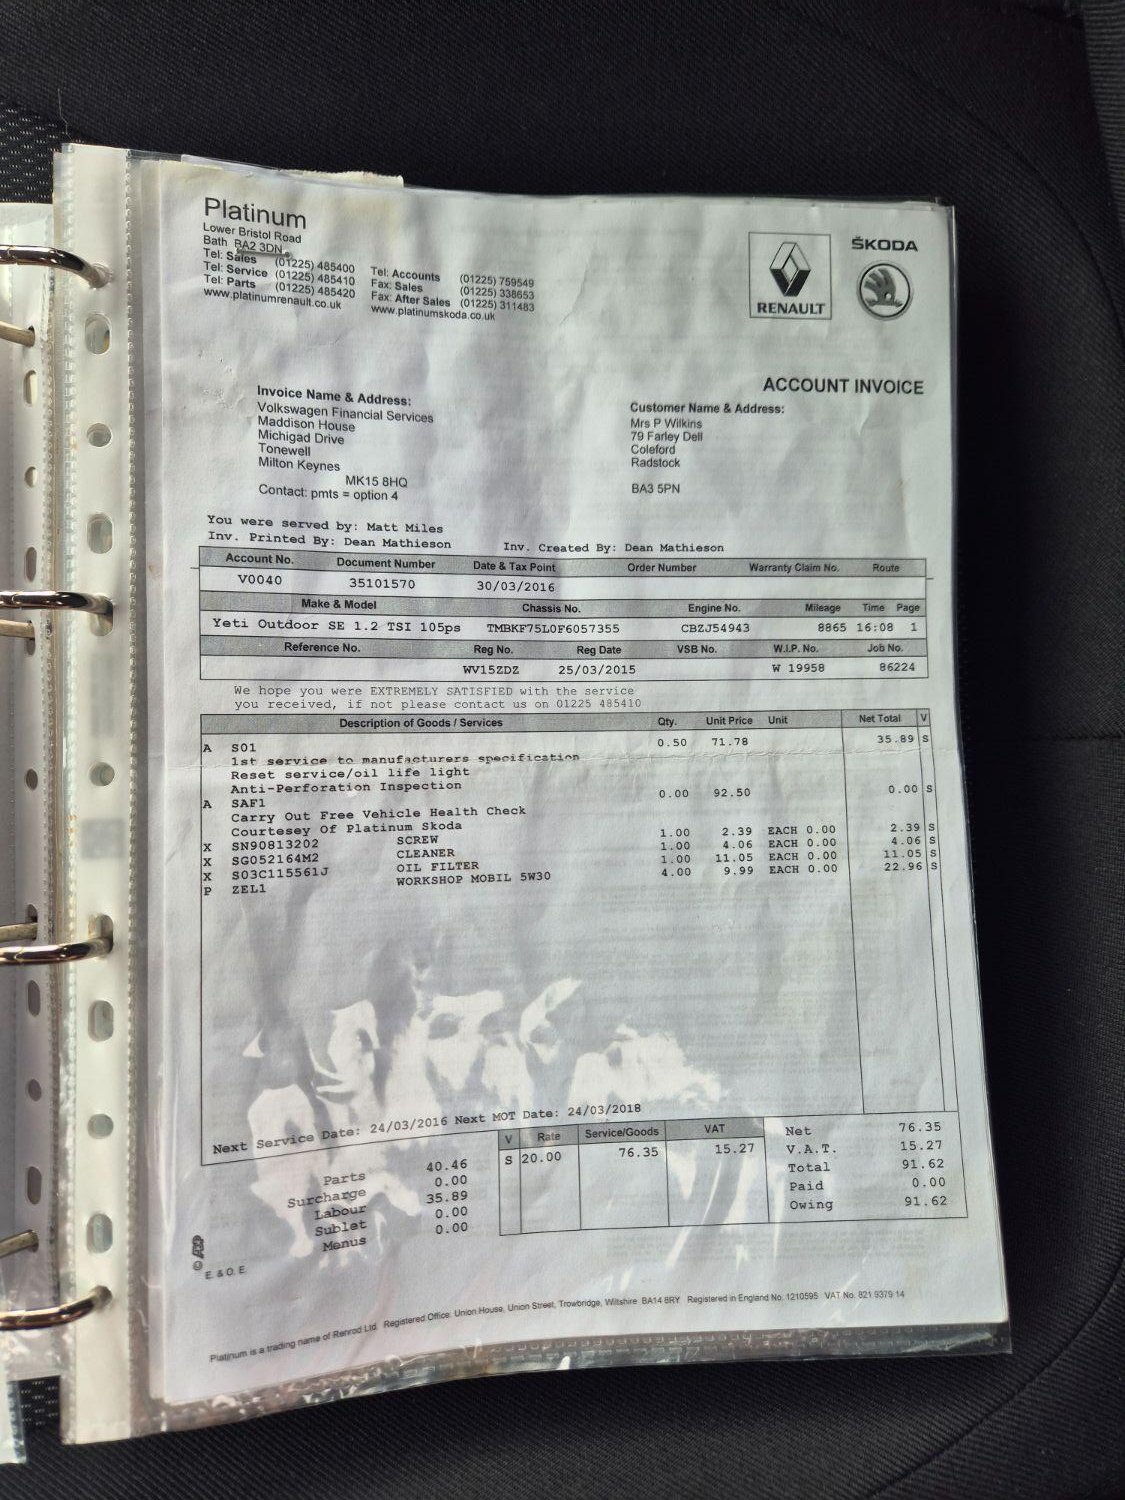 Platinum
Lower Bristol Road
Bath BA2 3DN
Tel: Sales (01225) 485400 Tel: Accounts (01225) 759549
Tel: Service (01225) 485410 Fax: Sales (01225) 338653
Tel: Parts (01225) 485420 Fax: After Sales (01225) 311483
www.platinumrenault.co.uk www.platinumskoda.co.uk
RENAULT
ŠKODA
ACCOUNT INVOICE
Invoice Name & Address:
Volkswagen Financial Services
Maddison House
Michigad Drive
Tonewell
Milton Keynes
MK15 8HQ
Contact: pmts = option 4
Customer Name & Address:
Mrs P Wilkins
79 Farley Dell
Coleford
Radstock
BA3 5PN
You were served by: Matt Miles
Inv. Printed By: Dean Mathieson Inv. Created By: Dean Mathieson
Account No. Document Number Date & Tax Point Order Number Warranty Claim No. Route
V0040 35101570 30/03/2016
Make & Model Chassis No. Engine No. Mileage Time Page
Yeti Outdoor SE 1.2 TSI 105ps TMBKF75L0F6057355 CBZJ54943 8865 16:08 1
Reference No. Reg No. Reg Date VSB No. W.I.P. No. Job No.
WV15ZDZ 25/03/2015 W 19958 86224
We hope you were EXTREMELY SATISFIED with the service
you received, if not please contact us on 01225 485410
Description of Goods / Services Qty. Unit Price Unit Net Total V
A S01 0.50 71.78 35.89 S
1st service to manufacturers specification
Reset service/oil life light
Anti-Perforation Inspection
A SAF1 0.00 92.50 0.00 S
Carry Out Free Vehicle Health Check
Courtesey Of Platinum Skoda
X SN90813202 SCREW 1.00 2.39 EACH 0.00 2.39 S
X SG052164M2 CLEANER 1.00 4.06 EACH 0.00 4.06 S
X S03C115561J OIL FILTER 1.00 11.05 EACH 0.00 11.05 S
P ZEL1 WORKSHOP MOBIL 5W30 4.00 9.99 EACH 0.00 22.96 S
Next Service Date: 24/03/2016 Next MOT Date: 24/03/2018
Parts 40.46
Surcharge 0.00
Labour 35.89
Sublet 0.00
Menus 0.00
V Rate Service/Goods VAT
S 20.00 76.35 15.27
Net 76.35
V.A.T. 15.27
Total 91.62
Paid 0.00
Owing 91.62
E. & O. E.
Platinum is a trading name of Renrod Ltd. Registered Office: Union House, Union Street, Trowbridge, Wiltshire BA14 8RY Registered in England No. 1210595 VAT No. 821 9379 14